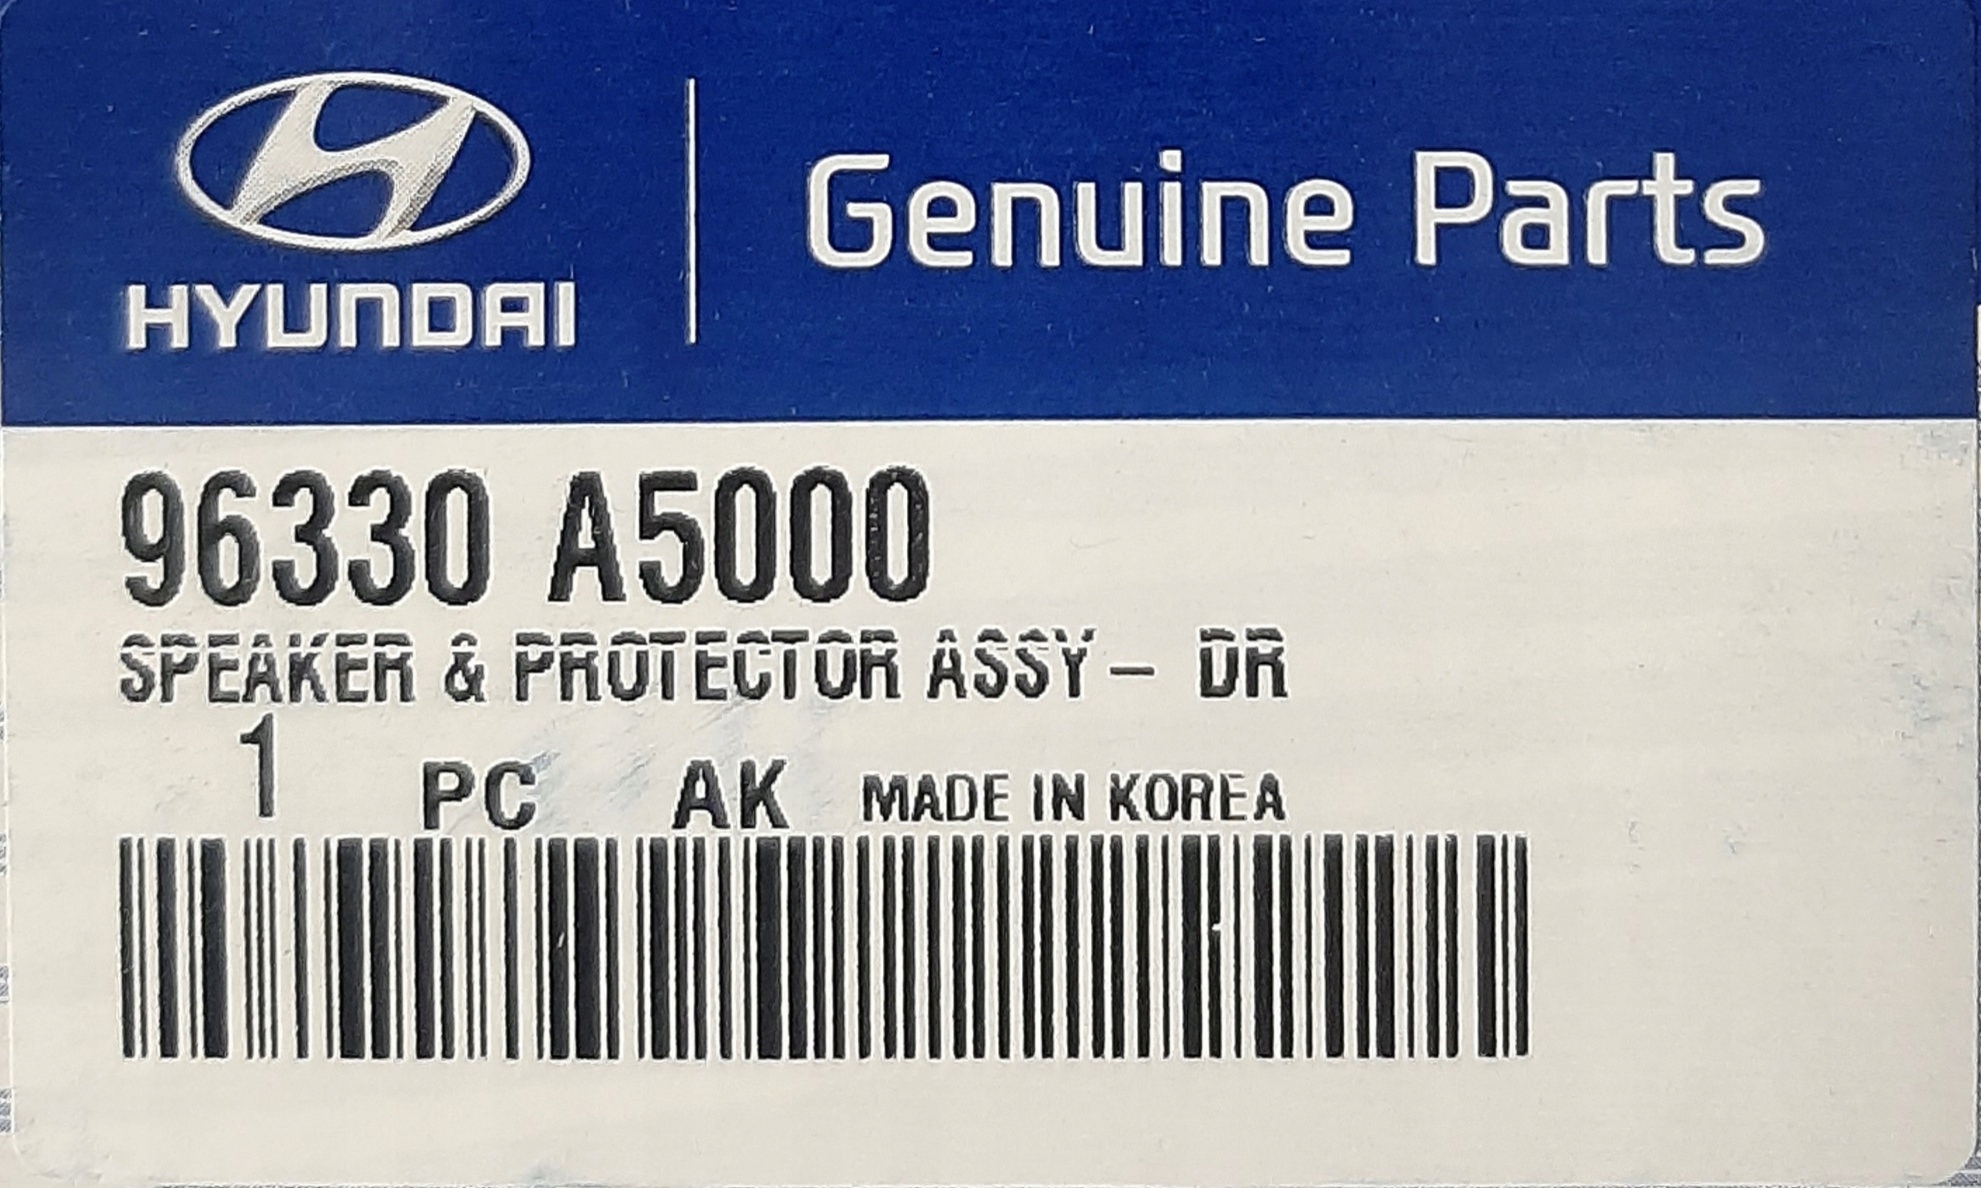 HYUNDAI
Genuine Parts
96330 A5000
SPEAKER & PROTECTOR ASSY - DR
1 PC AK MADE IN KOREA